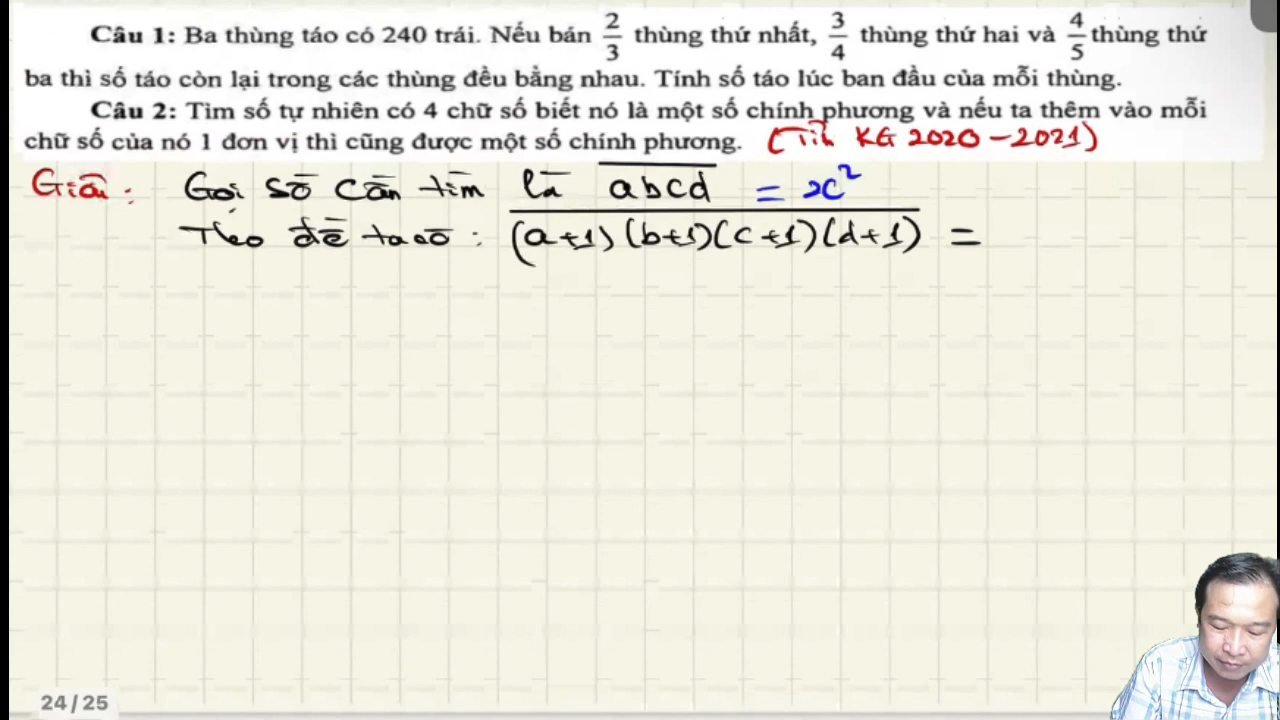 Câu 1: Ba thùng táo có 240 trái. Nếu bán 2/3 thùng thứ nhất, 3/4 thùng thứ hai và 4/5 thùng thứ
ba thì số táo còn lại trong các thùng đều bằng nhau. Tính số táo lúc ban đầu của mỗi thùng.
Câu 2: Tìm số tự nhiên có 4 chữ số biết nó là một số chính phương và nếu ta thêm vào mỗi
chữ số của nó 1 đơn vị thì cũng được một số chính phương. (Tỉnh KG 2020 - 2021)
Giải: Gọi số cần tìm là abcd = x²
Theo đề ta có: (a+1)(b+1)(c+1)(d+1) =
24/25